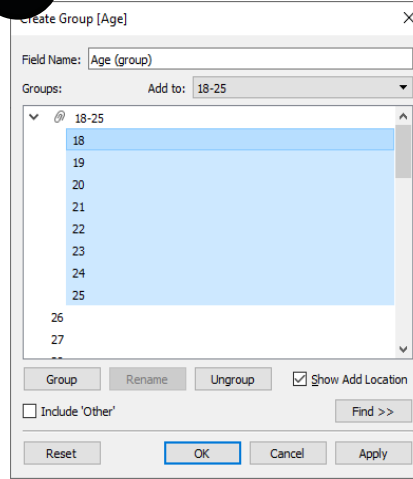 Create Group [Age]
Field Name: Age (group)
Groups: Add to: 18-25
18-25
18
19
20
21
22
23
24
25
26
27
Group Rename Ungroup Show Add Location
Include 'Other' Find >>
Reset OK Cancel Apply